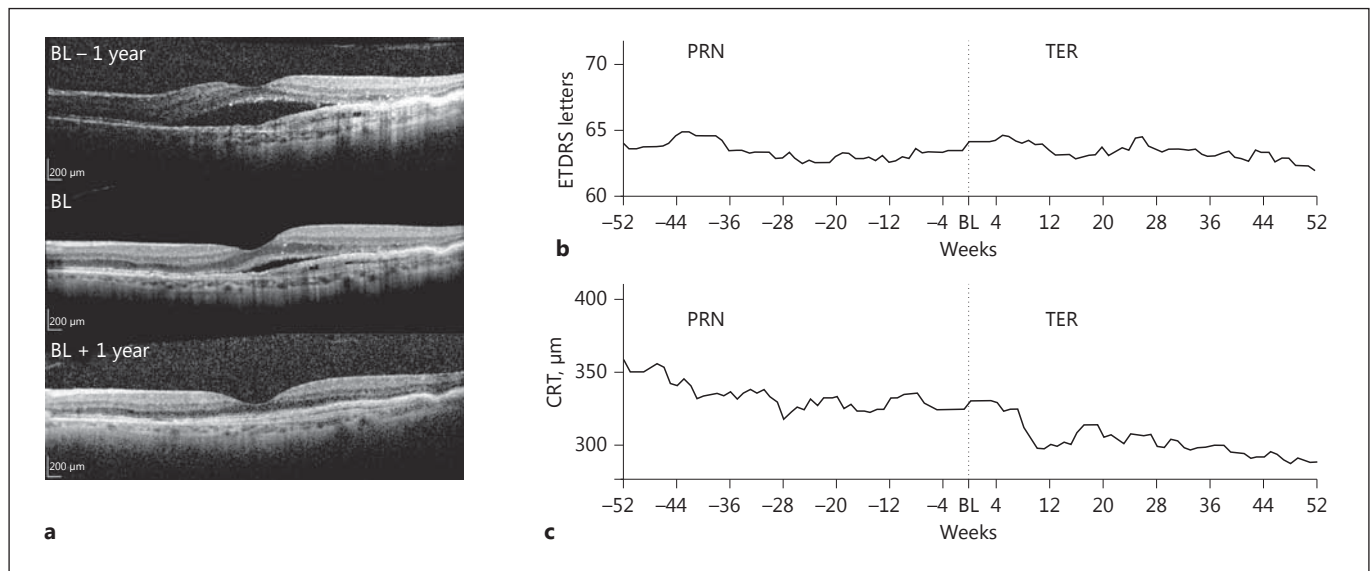 BL – 1 year
200 µm
BL
200 µm
BL + 1 year
200 µm
a
PRN
TER
70
65
60
ETDRS letters
–52 –44 –36 –28 –20 –12 –4 BL 4 12 20 28 36 44 52
Weeks
b
PRN
TER
400
350
300
CRT, µm
–52 –44 –36 –28 –20 –12 –4 BL 4 12 20 28 36 44 52
Weeks
c